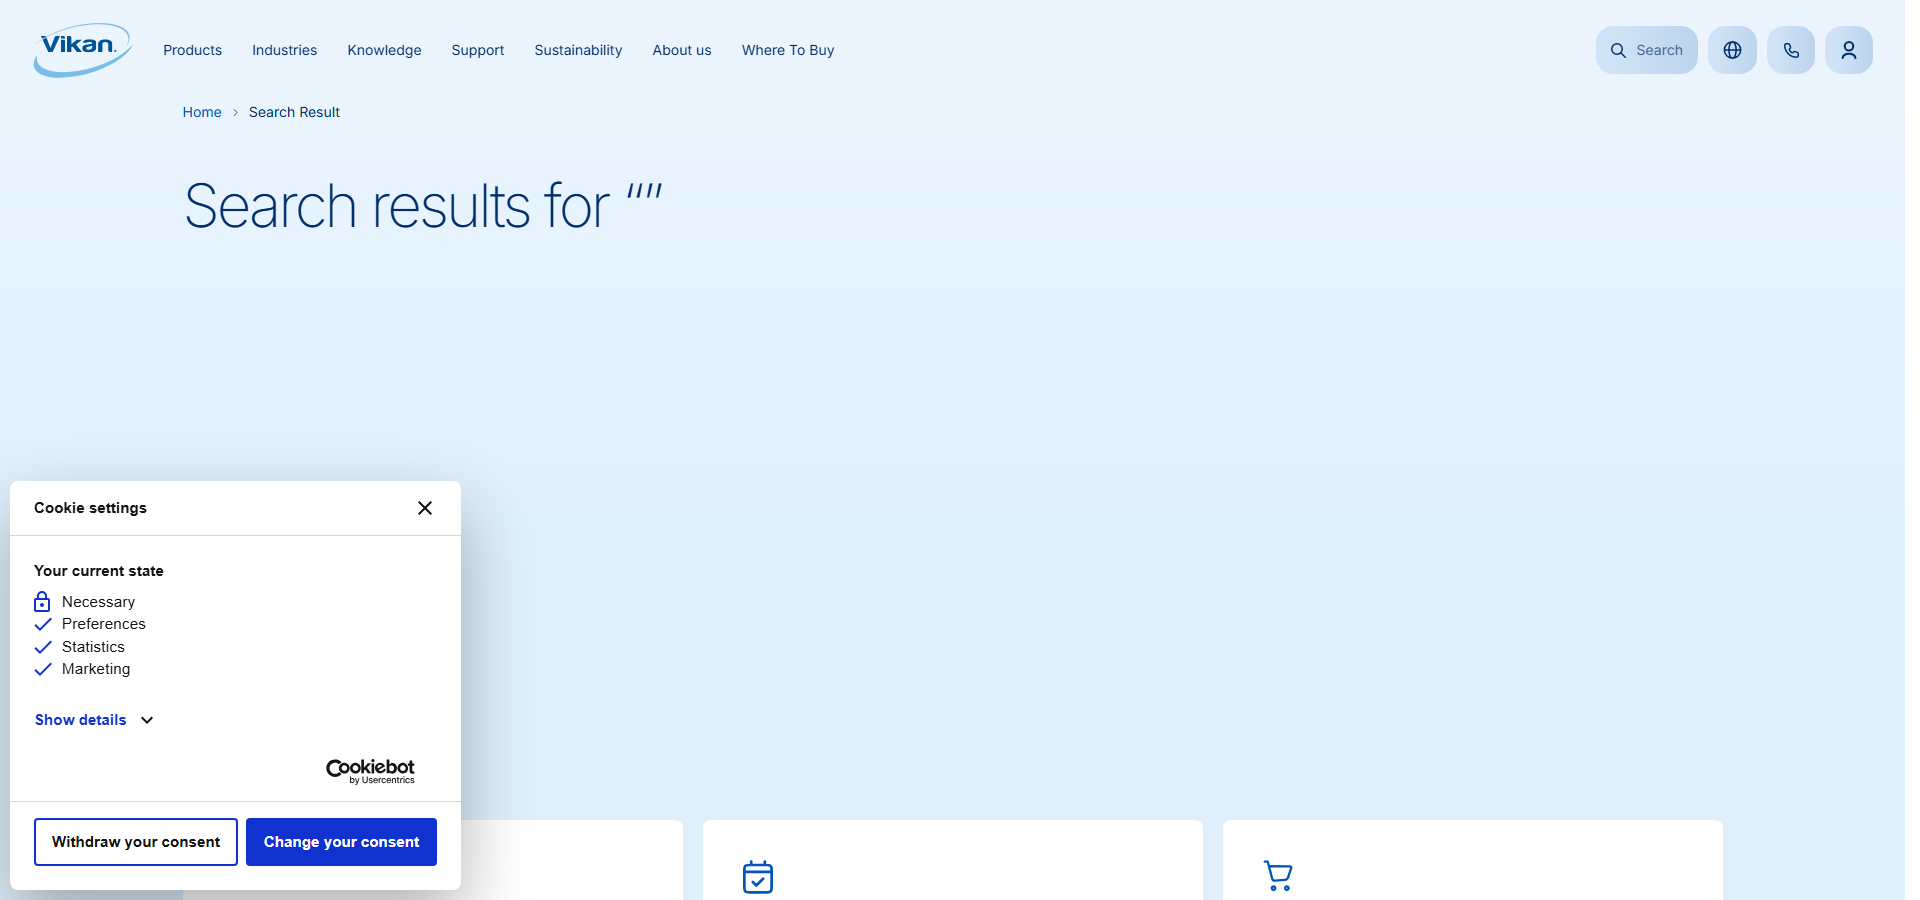 Vikan.
Products
Industries
Knowledge
Support
Sustainability
About us
Where To Buy
Search
Home
Search Result
Search results for “”
Cookie settings
Your current state
Necessary
Preferences
Statistics
Marketing
Show details
Cookiebot
by Usercentrics
Withdraw your consent
Change your consent